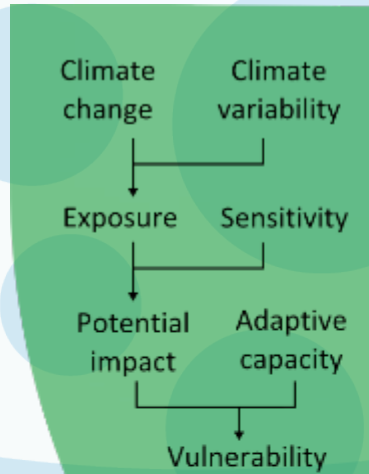 Climate change
Climate variability
Exposure
Sensitivity
Potential impact
Adaptive capacity
Vulnerability